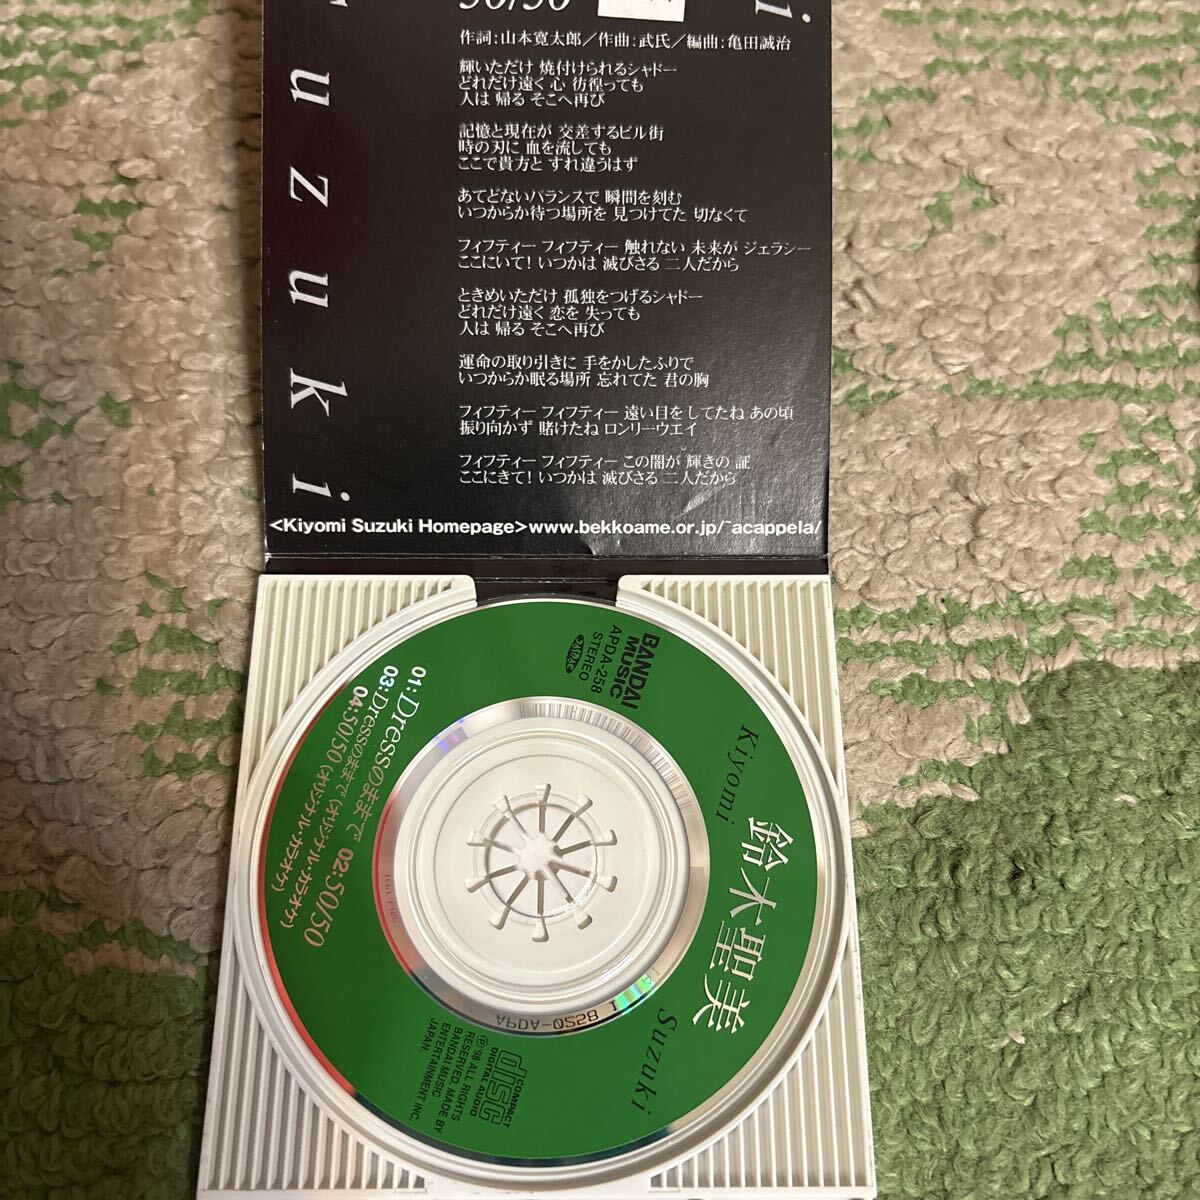 50/50
作詞:山本寛太郎／作曲:武氏／編曲:亀田誠治
輝いただけ 焼付けられるシャドー
どれだけ遠く 心 彷徨っても
人は 帰る そこへ再び
記憶と現在が 交差するビル街
時の刃に 血を流しても
ここで貴方と すれ違うはず
あてどないバランスで 瞬間を刻む
いつからか待つ場所を 見つけてた 切なくて
フィフティー フィフティー 触れない 未来が ジェラシー
ここにいて! いつかは 滅びさる 二人だから
ときめいただけ 孤独をつげるシャドー
どれだけ遠く 恋を 失っても
人は 帰る そこへ再び
運命の取り引きに 手をかしたふりで
いつからか眠る場所 忘れてた 君の胸
フィフティー フィフティー 遠い目をしてたね あの頃
振り向かず 賭けたね ロンリーウエイ
フィフティー フィフティー この闇が 輝きの 証
ここにきて! いつかは 滅びさる 二人だから
<Kiyomi Suzuki Homepage>www.bekkoame.or.jp/~acappela/
uzuki
i
BANDAI
MUSIC
APDA-258
STEREO
JASRAC
Kiyomi
鈴木聖美
Suzuki
01:Dressのままで 02:50/50
03:Dressのままで (オリジナル・カラオケ)
04:50/50 (オリジナル・カラオケ)
APDA-0258 1
COMPACT
disc
DIGITAL AUDIO
Ⓟ'98 ALL RIGHTS
RESERVED. MADE BY
BANDAI MUSIC
ENTERTAINMENT INC.
JAPAN.